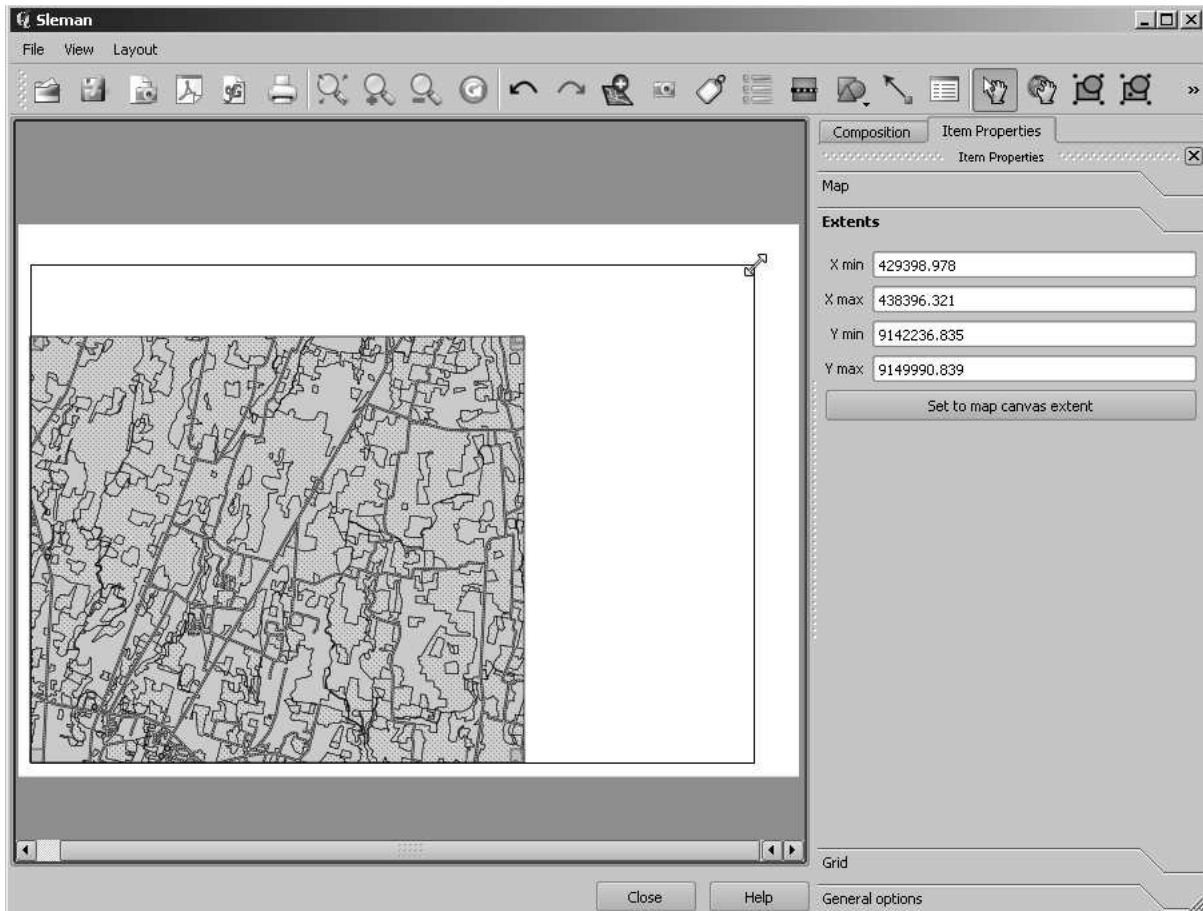 Sleman
File View Layout
Composition
Item Properties
Item Properties
Map
Extents
X min 429398.978
X max 438396.321
Y min 9142236.835
Y max 9149990.839
Set to map canvas extent
Grid
General options
Close
Help